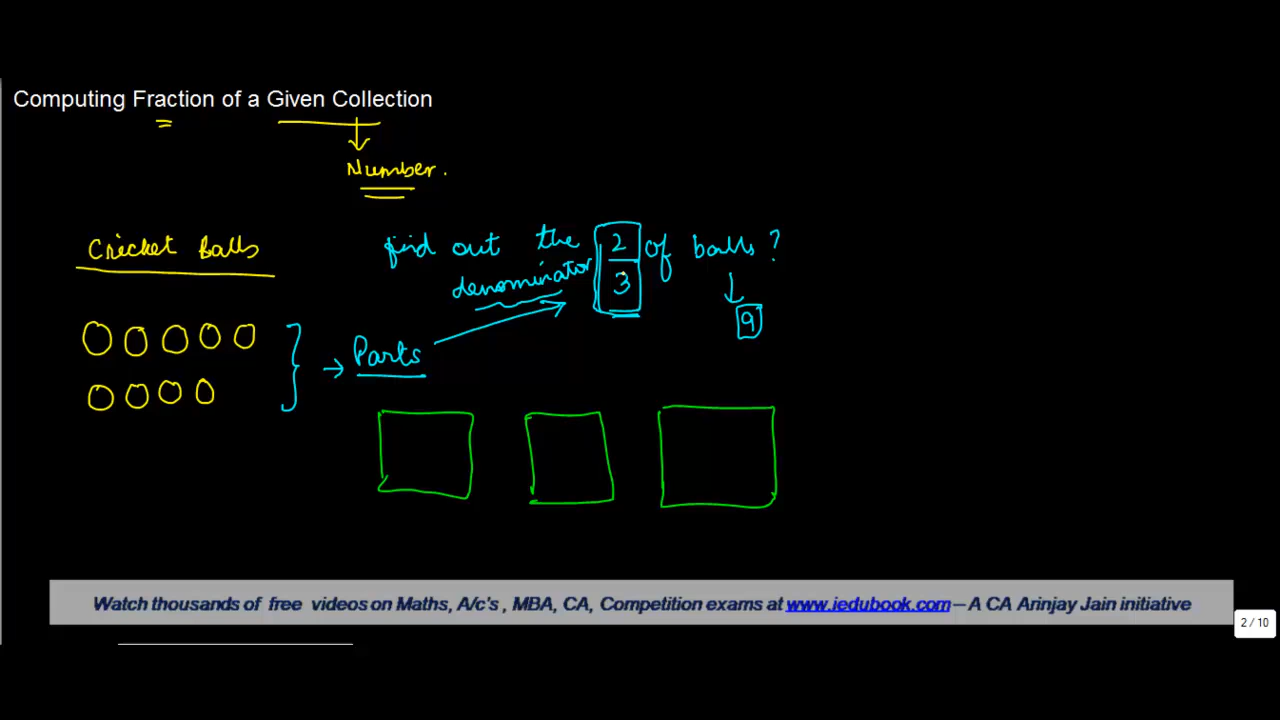 Computing Fraction of a Given Collection
Number.
Cricket Balls
find out the 2/3 of balls?
denominator
9
Parts
Watch thousands of free videos on Maths, A/c's , MBA, CA, Competition exams at www.iedubook.com – A CA Arinjay Jain initiative
2 / 10